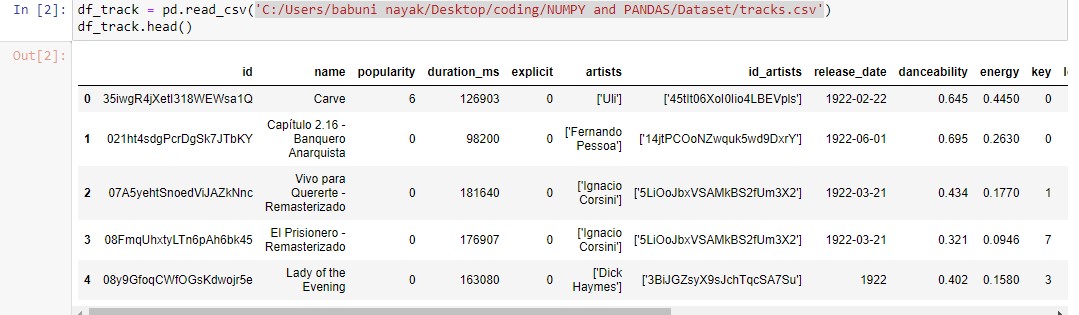 In [2]: df_track = pd.read_csv('C:/Users/babuni nayak/Desktop/coding/NUMPY and PANDAS/Dataset/tracks.csv')
df_track.head()
Out[2]:
id name popularity duration_ms explicit artists id_artists release_date danceability energy key
0 35iwgR4jXetI318WEWsa1Q Carve 6 126903 0 ['Uli'] ['45tIt06XoI0Iio4LBEVpls'] 1922-02-22 0.645 0.4450 0
Capítulo 2.16 -
1 021ht4sdgPcrDgSk7JTbKY Banquero 0 98200 0 ['Fernando Pessoa'] ['14jtPCOoNZwquk5wd9DxrY'] 1922-06-01 0.695 0.2630 0
Anarquista
Vivo para
2 07A5yehtSnoedViJAZkNnc Quererte - 0 181640 0 ['Ignacio Corsini'] ['5LiOoJbxVSAMkBS2fUm3X2'] 1922-03-21 0.434 0.1770 1
Remasterizado
3 08FmqUhxtyLTn6pAh6bk45 El Prisionero - 0 176907 0 ['Ignacio Corsini'] ['5LiOoJbxVSAMkBS2fUm3X2'] 1922-03-21 0.321 0.0946 7
Remasterizado
4 08y9GfoqCWfOGsKdwojr5e Lady of the 0 163080 0 ['Dick Haymes'] ['3BiJGZsyX9sJchTqcSA7Su'] 1922 0.402 0.1580 3
Evening